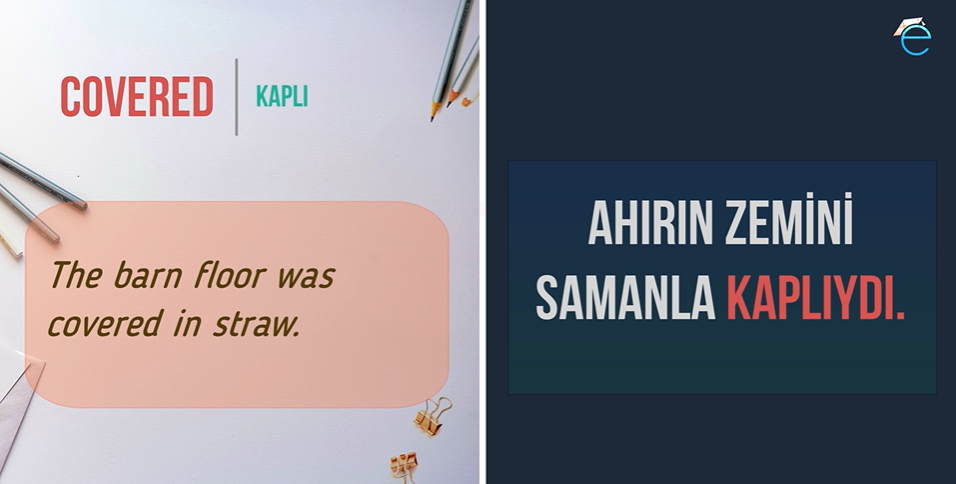 COVERED
KAPLI
The barn floor was
covered in straw.
AHIRIN ZEMİNİ
SAMANLA KAPLIYDI.